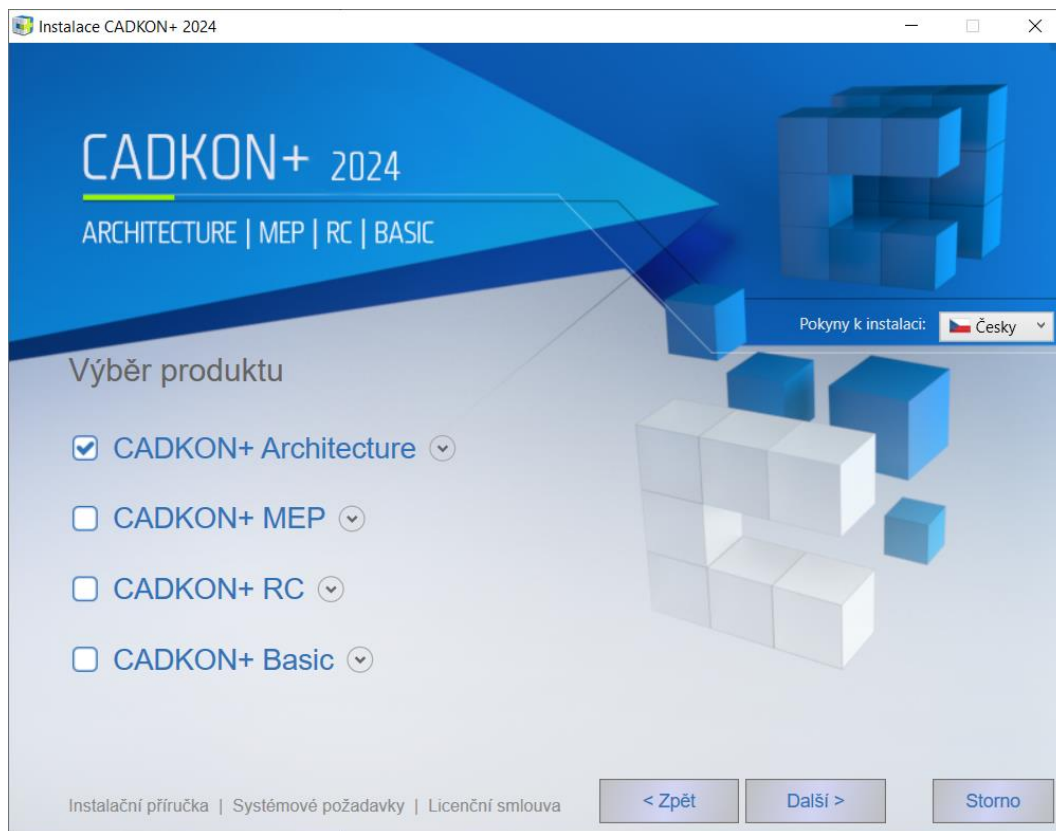 Instalace CADKON+ 2024
CADKON+ 2024
ARCHITECTURE | MEP | RC | BASIC
Pokyny k instalaci: Česky
Výběr produktu
CADKON+ Architecture
CADKON+ MEP
CADKON+ RC
CADKON+ Basic
Instalační příručka | Systémové požadavky | Licenční smlouva
< Zpět
Další >
Storno